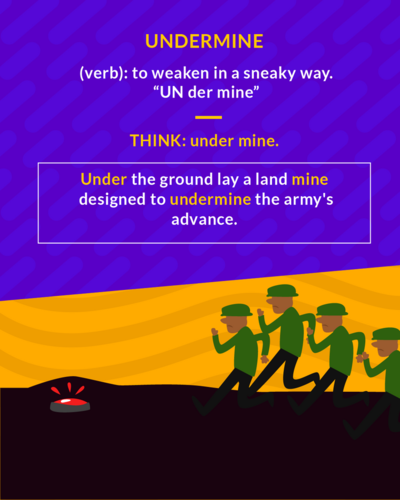 UNDERMINE
(verb): to weaken in a sneaky way.
“UN der mine”
THINK: under mine.
Under the ground lay a land mine
designed to undermine the army's
advance.